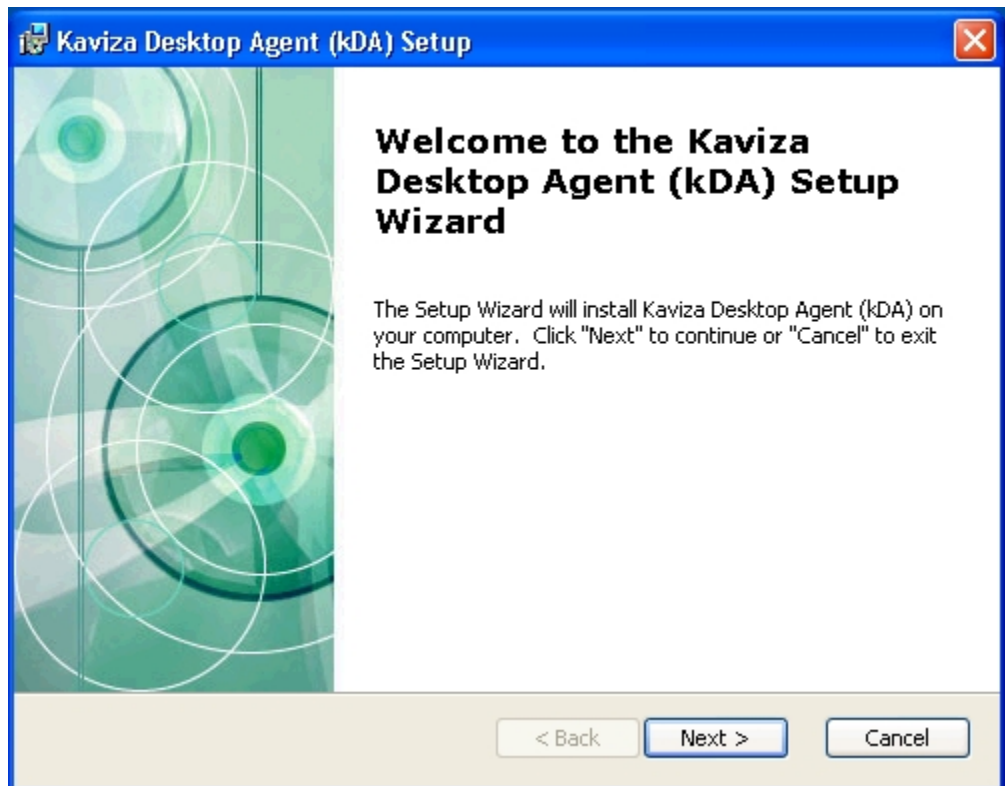 Kaviza Desktop Agent (kDA) Setup
Welcome to the Kaviza
Desktop Agent (kDA) Setup
Wizard
The Setup Wizard will install Kaviza Desktop Agent (kDA) on
your computer.  Click "Next" to continue or "Cancel" to exit
the Setup Wizard.
< Back Next > Cancel